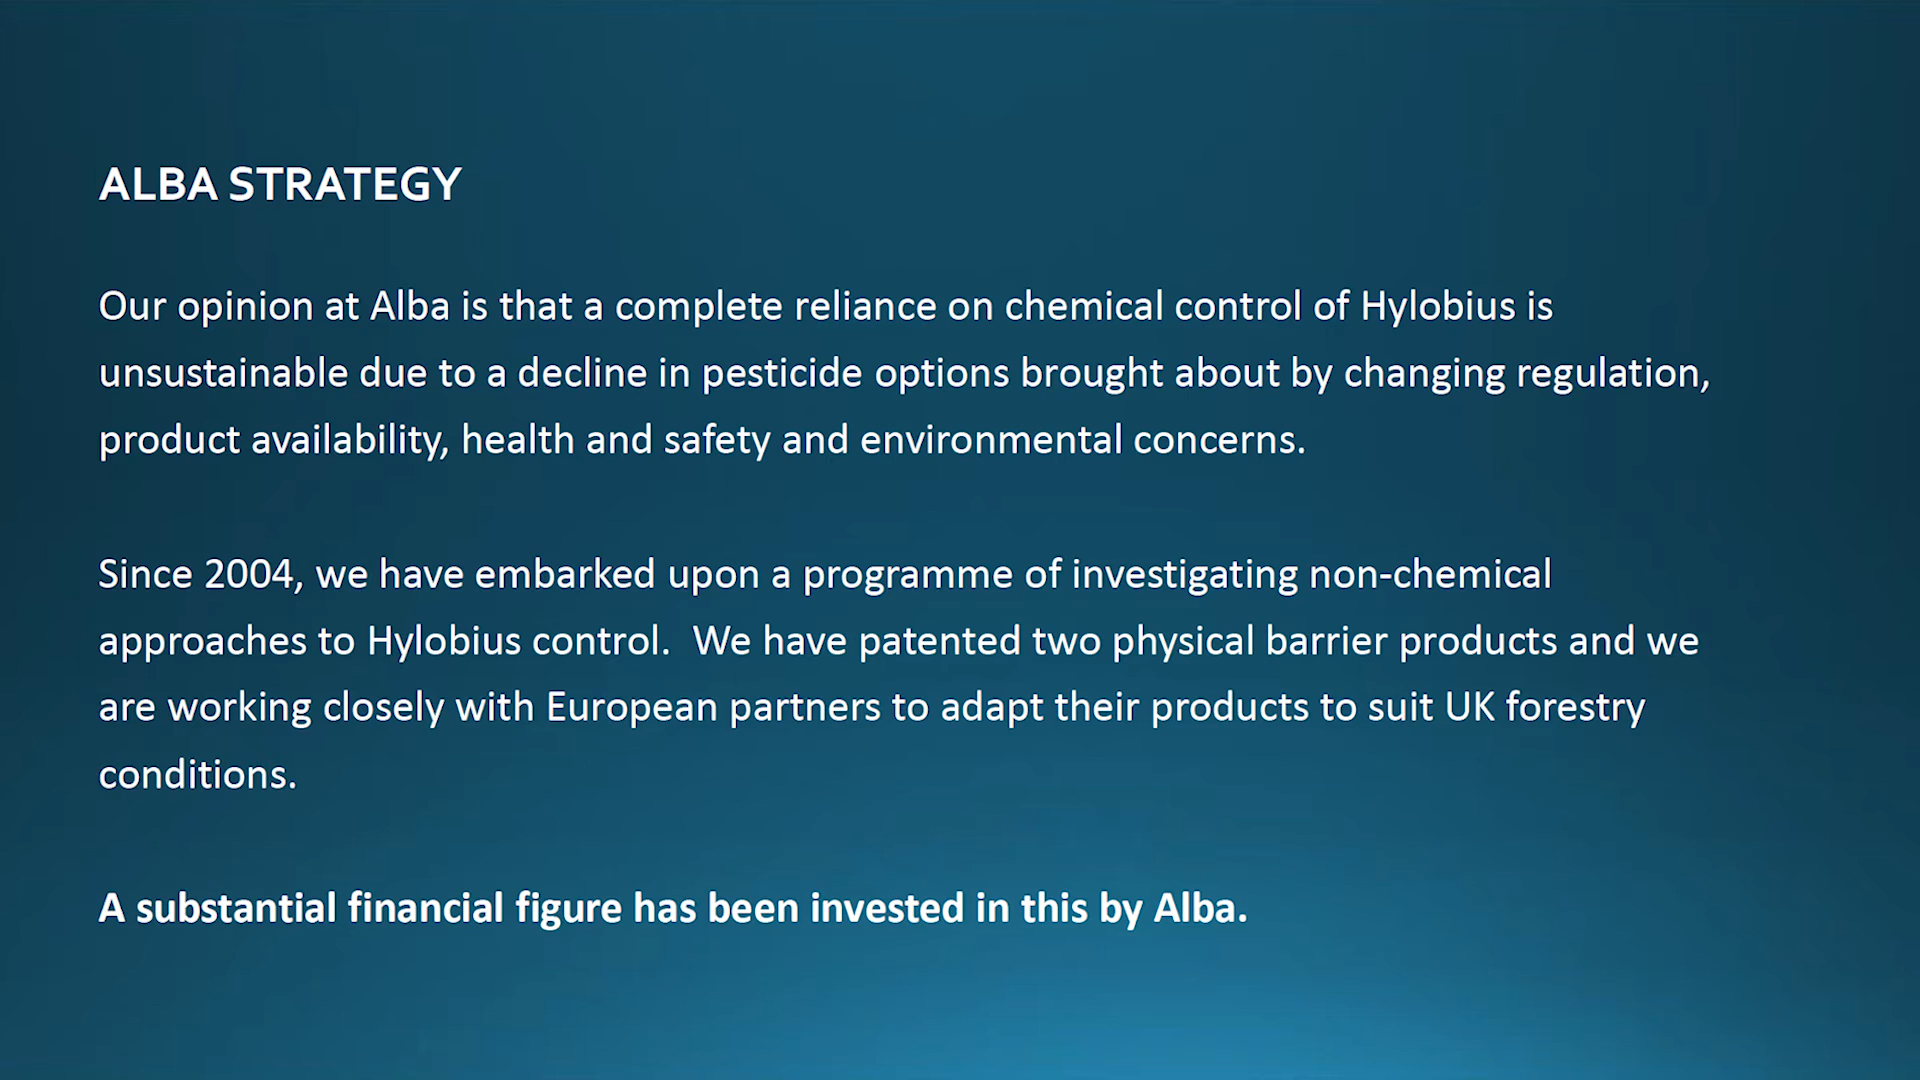 ALBA STRATEGY
Our opinion at Alba is that a complete reliance on chemical control of Hylobius is
unsustainable due to a decline in pesticide options brought about by changing regulation,
product availability, health and safety and environmental concerns.
Since 2004, we have embarked upon a programme of investigating non-chemical
approaches to Hylobius control.  We have patented two physical barrier products and we
are working closely with European partners to adapt their products to suit UK forestry
conditions.
A substantial financial figure has been invested in this by Alba.